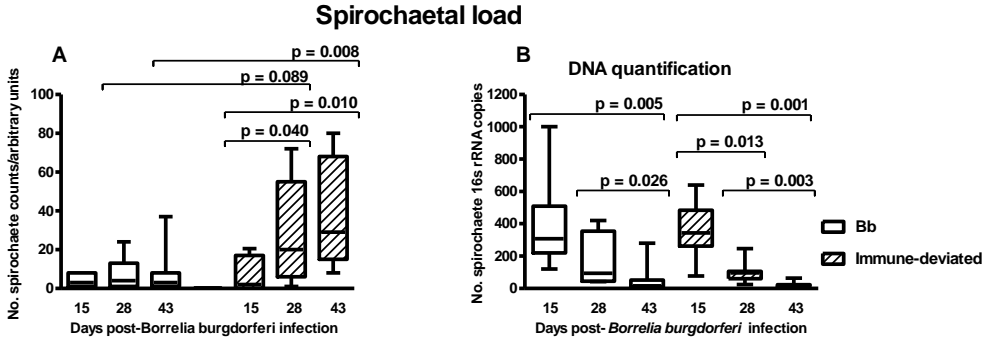 Spirochaetal load
A
p = 0.008
p = 0.089
p = 0.010
p = 0.040
No. spirochaete counts/arbitrary units
100
80
60
40
20
0
15 28 43 15 28 43
Days post-Borrelia burgdorferi infection
B
DNA quantification
p = 0.005
p = 0.001
p = 0.013
p = 0.026
p = 0.003
No. spirochaete 16s rRNA copies
1200
1000
800
600
400
200
0
15 28 43 15 28 43
Days post- Borrelia burgdorferi infection
Bb
Immune-deviated